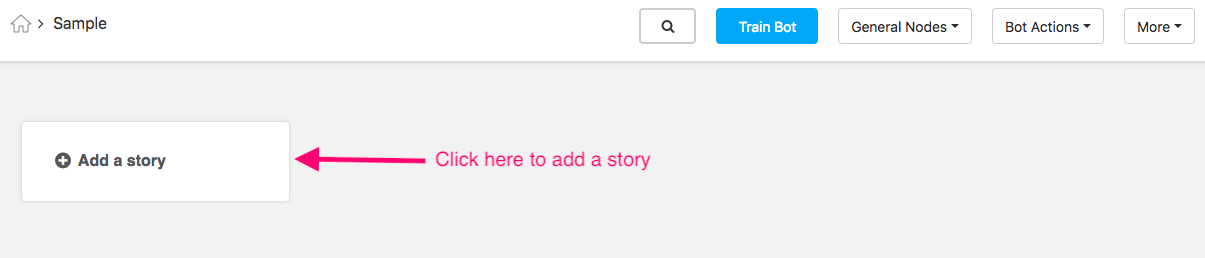 Sample
Train Bot
General Nodes
Bot Actions
More
Add a story
Click here to add a story